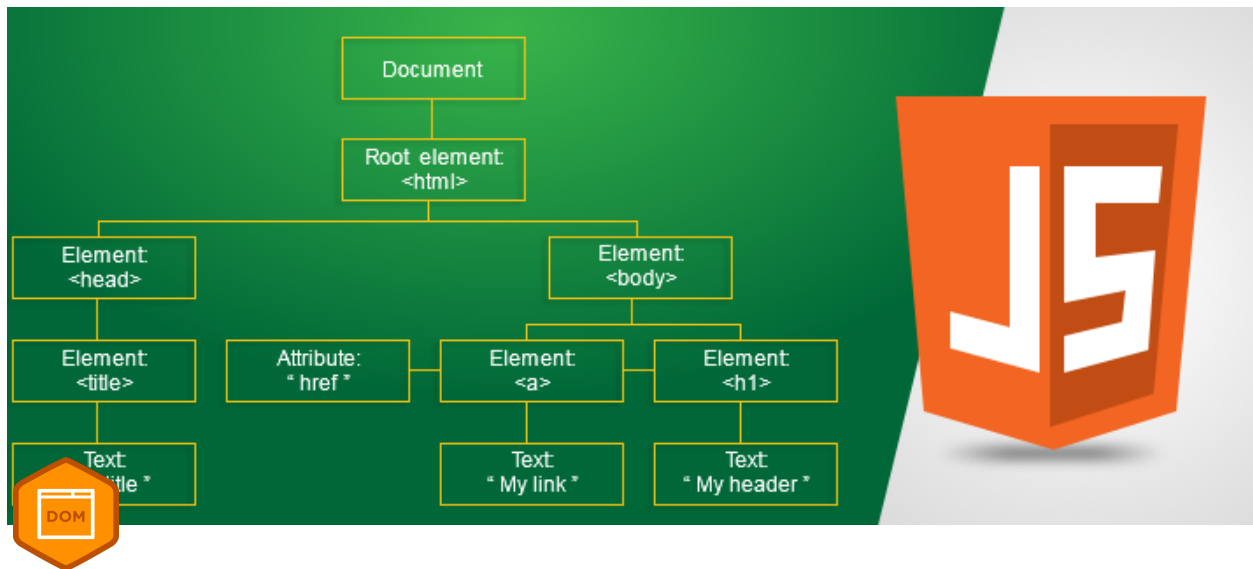 Document
Root element:
<html>
Element:
<head>
Element:
<body>
Element:
<title>
Attribute:
“ href ”
Element:
<a>
Element:
<h1>
Text:
”
Text:
“ My link ”
Text:
“ My header ”
DOM
JS